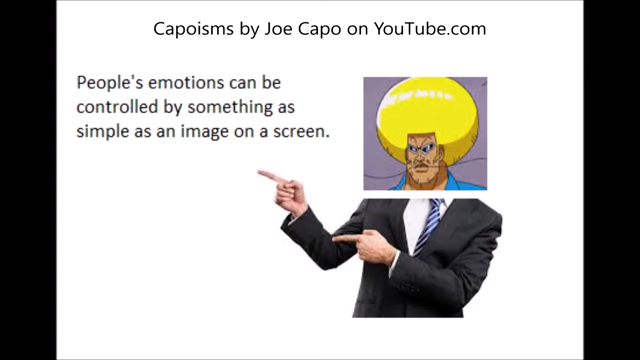 Capoisms by Joe Capo on YouTube.com
People's emotions can be
controlled by something as
simple as an image on a screen.